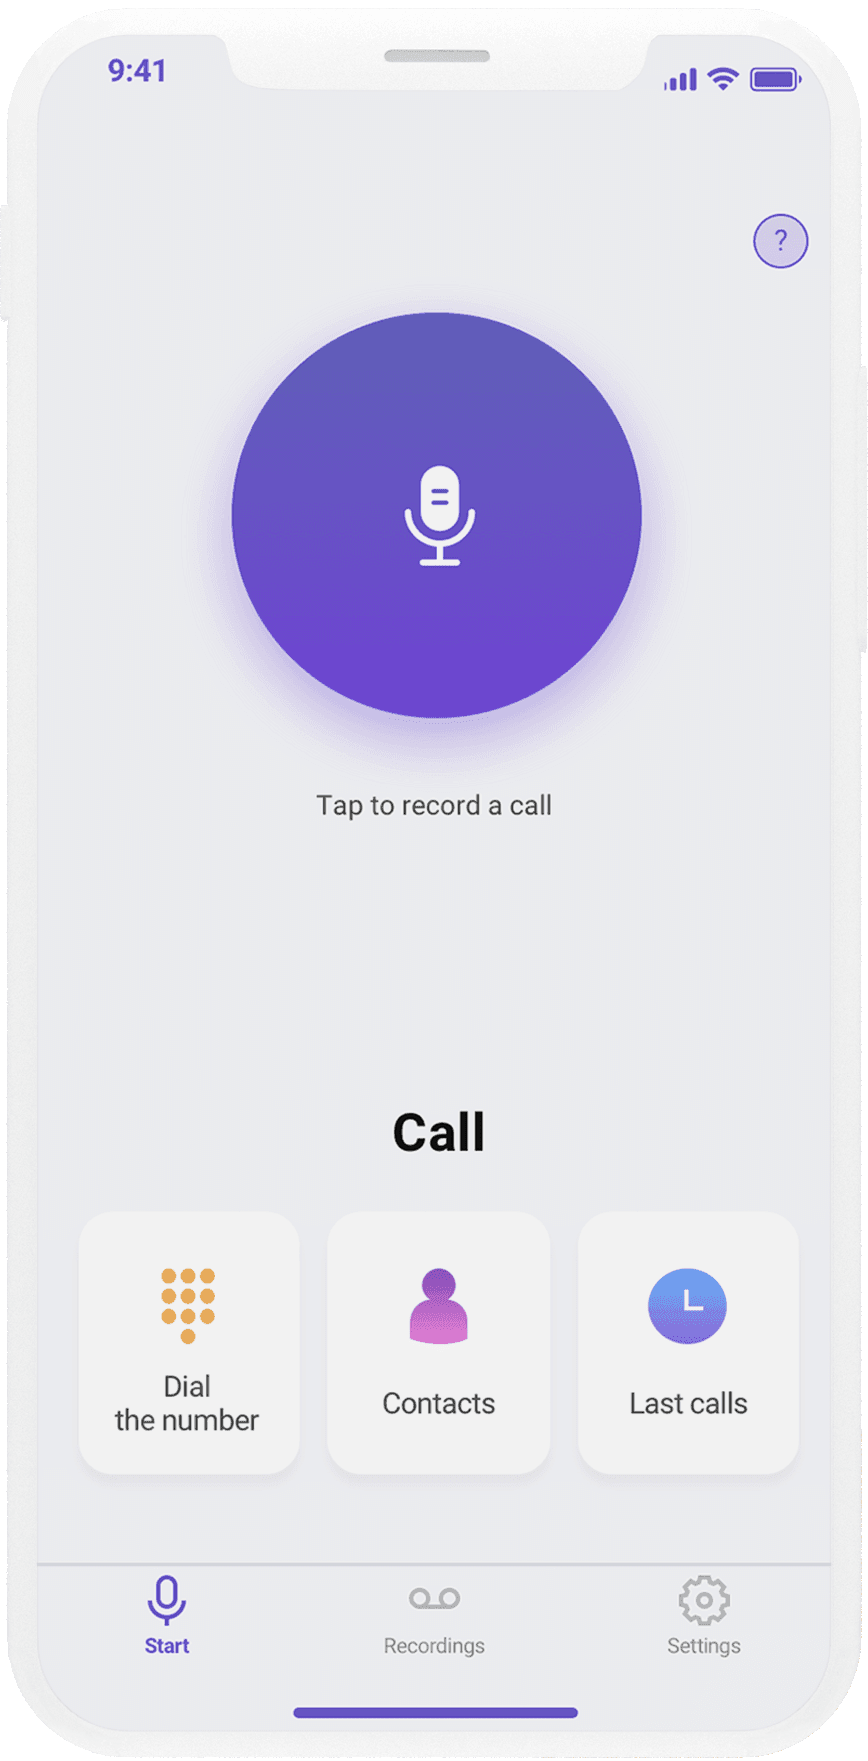 9:41
?
Tap to record a call
Call
Dial
the number
Contacts
Last calls
Start
Recordings
Settings